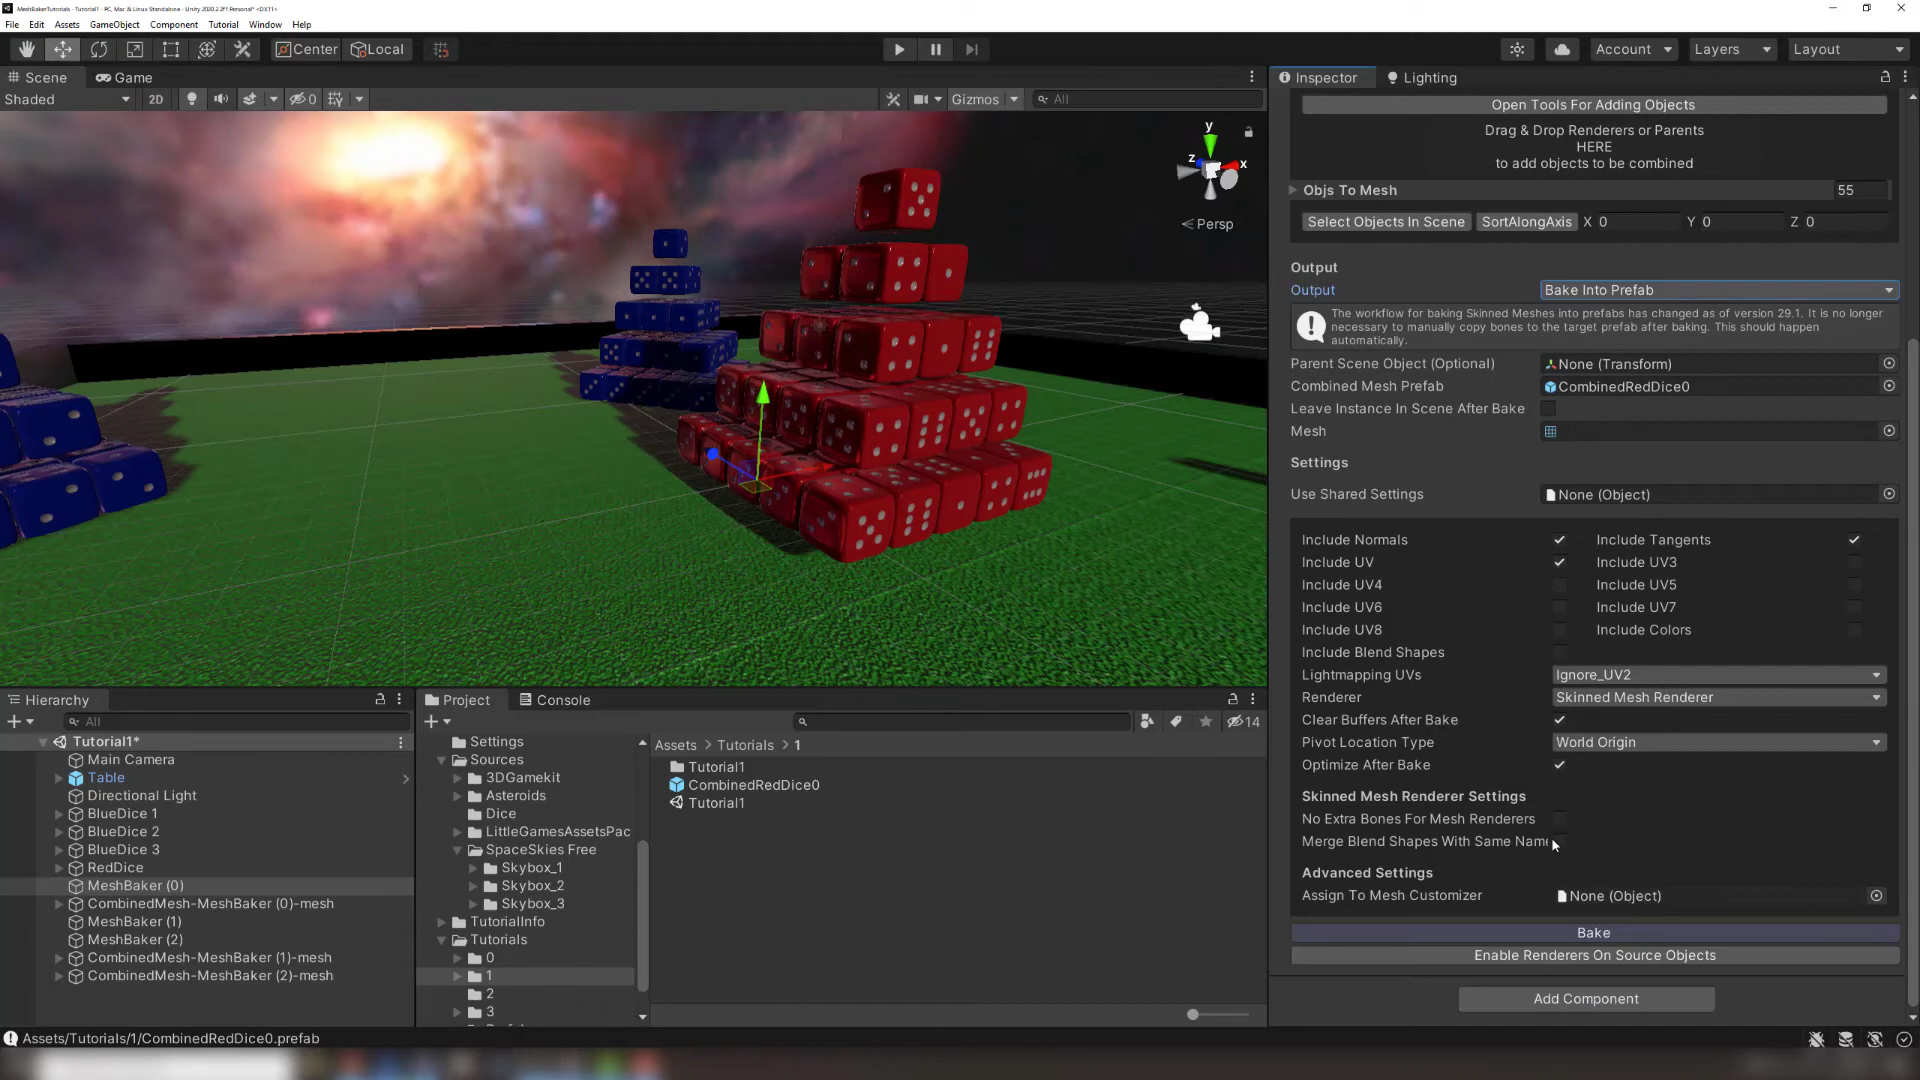 MeshBakerTutorials - Tutorial1 - PC, Mac & Linux Standalone - Unity 2020.2.2f1 Personal* <DX11>
File Edit Assets GameObject Component Tutorial Window Help
Center Local
Account Layers Layout
Scene Game
Shaded 2D 0 Gizmos All
y
z x
Persp
Inspector Lighting
Open Tools For Adding Objects
Drag & Drop Renderers or Parents
HERE
to add objects to be combined
Objs To Mesh 55
Select Objects In Scene SortAlongAxis X 0 Y 0 Z 0
Output
Output Bake Into Prefab
The workflow for baking Skinned Meshes into prefabs has changed as of version 29.1. It is no longer
necessary to manually copy bones to the target prefab after baking. This should happen
automatically.
Parent Scene Object (Optional) None (Transform)
Combined Mesh Prefab CombinedRedDice0
Leave Instance In Scene After Bake
Mesh
Settings
Use Shared Settings None (Object)
Include Normals Include Tangents
Include UV Include UV3
Include UV4 Include UV5
Include UV6 Include UV7
Include UV8 Include Colors
Include Blend Shapes
Lightmapping UVs Ignore_UV2
Renderer Skinned Mesh Renderer
Clear Buffers After Bake
Pivot Location Type World Origin
Optimize After Bake
Skinned Mesh Renderer Settings
No Extra Bones For Mesh Renderers
Merge Blend Shapes With Same Name
Advanced Settings
Assign To Mesh Customizer None (Object)
Bake
Enable Renderers On Source Objects
Add Component
Hierarchy
All
Tutorial1*
Main Camera
Table
Directional Light
BlueDice 1
BlueDice 2
BlueDice 3
RedDice
MeshBaker (0)
CombinedMesh-MeshBaker (0)-mesh
MeshBaker (1)
MeshBaker (2)
CombinedMesh-MeshBaker (1)-mesh
CombinedMesh-MeshBaker (2)-mesh
Project Console
14
Settings
Sources
3DGamekit
Asteroids
Dice
LittleGamesAssetsPac
SpaceSkies Free
Skybox_1
Skybox_2
Skybox_3
TutorialInfo
Tutorials
0
1
2
3
Assets > Tutorials > 1
Tutorial1
CombinedRedDice0
Tutorial1
Assets/Tutorials/1/CombinedRedDice0.prefab